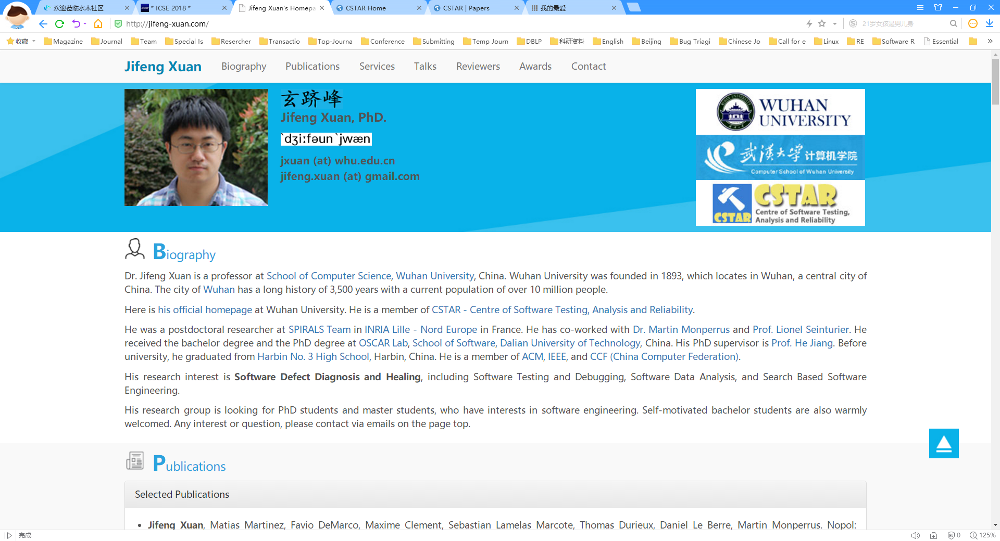 欢迎莅临水木社区
* ICSE 2018 *
Jifeng Xuan's Homepa
CSTAR Home
CSTAR | Papers
我的最爱
http://jifeng-xuan.com/
21岁女孩是男儿身
收藏
Magazine
Journal
Team
Special Is
Resercher
Transactio
Top-Journa
Conference
Submitting
Temp Journ
DBLP
科研资料
English
Beijing
Bug Triagi
Chinese Jo
Call for e
Linux
RE
Software R
Essential
Jifeng Xuan
Biography
Publications
Services
Talks
Reviewers
Awards
Contact
玄跻峰
Jifeng Xuan, PhD.
`dʒiːfəun `jwæn
jxuan (at) whu.edu.cn
jifeng.xuan (at) gmail.com
WUHAN
UNIVERSITY
武漢大学 计算机学院
Computer School of Wuhan University
CSTAR
CSTAR
Centre of Software Testing,
Analysis and Reliability
Biography
Dr. Jifeng Xuan is a professor at School of Computer Science, Wuhan University, China. Wuhan University was founded in 1893, which locates in Wuhan, a central city of
China. The city of Wuhan has a long history of 3,500 years with a current population of over 10 million people.
Here is his official homepage at Wuhan University. He is a member of CSTAR - Centre of Software Testing, Analysis and Reliability.
He was a postdoctoral researcher at SPIRALS Team in INRIA Lille - Nord Europe in France. He has co-worked with Dr. Martin Monperrus and Prof. Lionel Seinturier. He
received the bachelor degree and the PhD degree at OSCAR Lab, School of Software, Dalian University of Technology, China. His PhD supervisor is Prof. He Jiang. Before
university, he graduated from Harbin No. 3 High School, Harbin, China. He is a member of ACM, IEEE, and CCF (China Computer Federation).
His research interest is Software Defect Diagnosis and Healing, including Software Testing and Debugging, Software Data Analysis, and Search Based Software
Engineering.
His research group is looking for PhD students and master students, who have interests in software engineering. Self-motivated bachelor students are also warmly
welcomed. Any interest or question, please contact via emails on the page top.
Publications
Selected Publications
• Jifeng Xuan, Matias Martinez, Favio DeMarco, Maxime Clement, Sebastian Lamelas Marcote, Thomas Durieux, Daniel Le Berre, Martin Monperrus. Nopol:
完成
0
125%